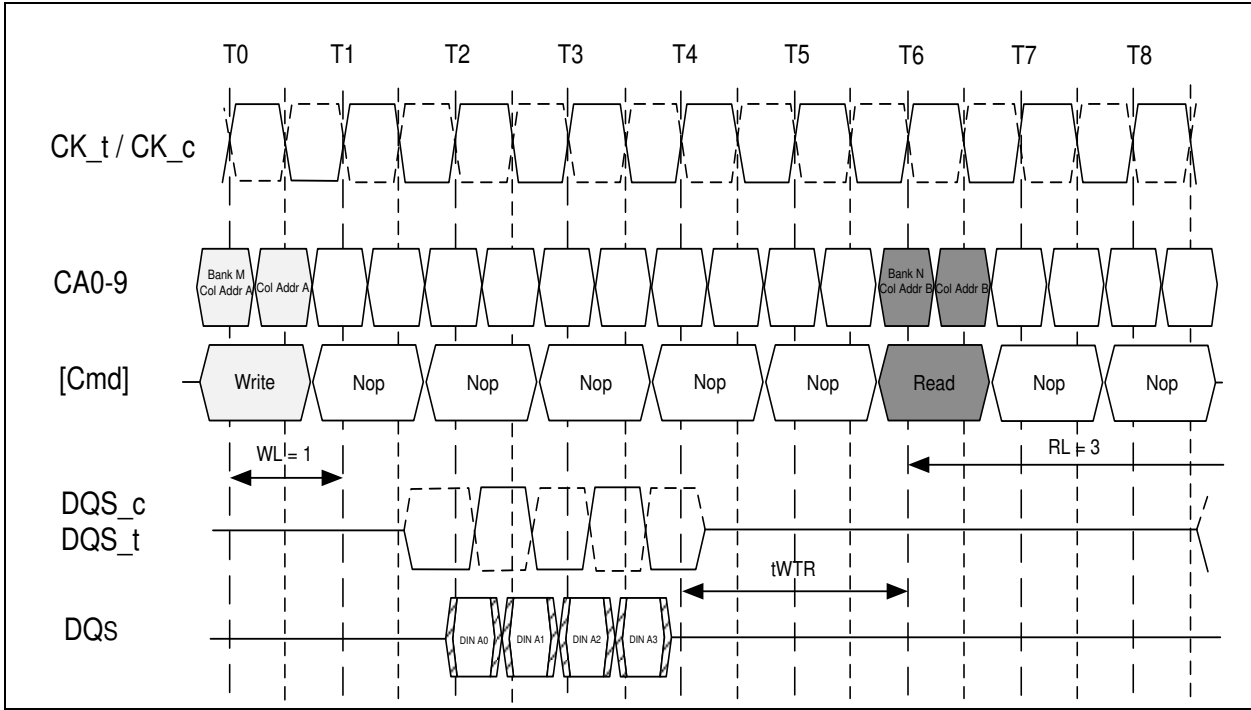 T0 T1 T2 T3 T4 T5 T6 T7 T8
CK_t / CK_c
CA0-9
Bank M
Col Addr A
Col Addr A
Bank N
Col Addr B
Col Addr B
[Cmd]
Write Nop Nop Nop Nop Nop Read Nop Nop
WL = 1
RL = 3
DQS_c
DQS_t
tWTR
DQs
DIN A0 DIN A1 DIN A2 DIN A3